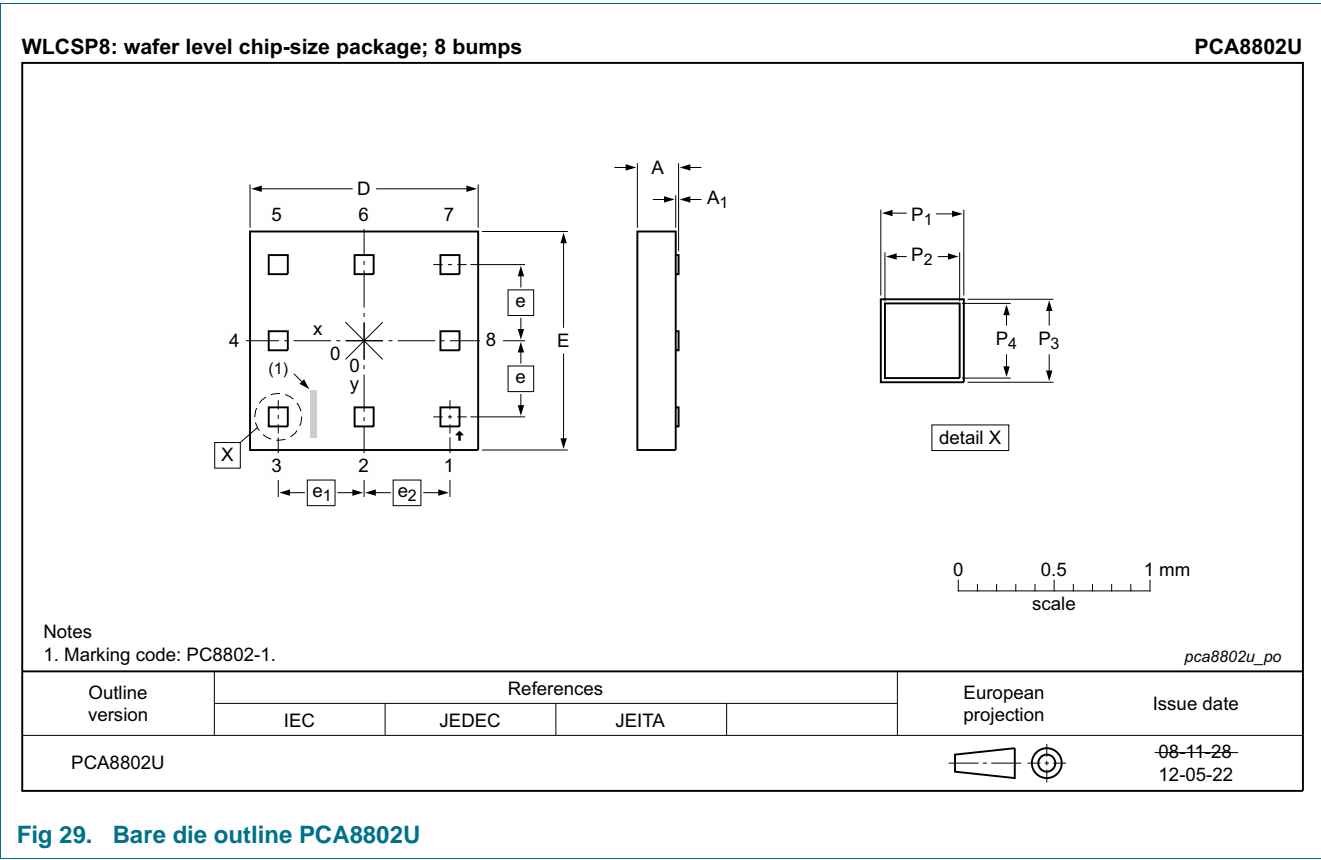 WLCSP8: wafer level chip-size package; 8 bumps PCA8802U
D
A
A1
5 6 7
P1
P2
e
4 x 8 E
0
0
(1) y
e
P4 P3
X
detail X
3 2 1
e1 e2
0 0.5 1 mm
scale
Notes
1. Marking code: PC8802-1.
pca8802u_po
Outline version References European projection Issue date
IEC JEDEC JEITA
PCA8802U 08-11-28
12-05-22
Fig 29. Bare die outline PCA8802U